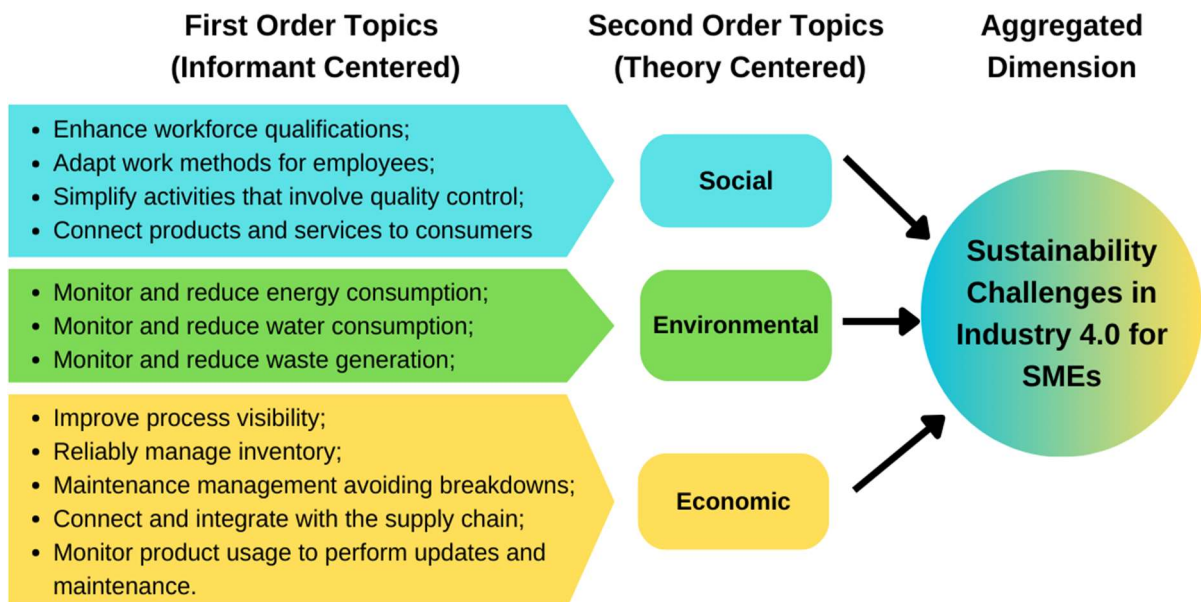 First Order Topics
(Informant Centered)
Second Order Topics
(Theory Centered)
Aggregated
Dimension
• Enhance workforce qualifications;
• Adapt work methods for employees;
• Simplify activities that involve quality control;
• Connect products and services to consumers
Social
• Monitor and reduce energy consumption;
• Monitor and reduce water consumption;
• Monitor and reduce waste generation;
Environmental
• Improve process visibility;
• Reliably manage inventory;
• Maintenance management avoiding breakdowns;
• Connect and integrate with the supply chain;
• Monitor product usage to perform updates and
maintenance.
Economic
Sustainability
Challenges in
Industry 4.0 for
SMEs